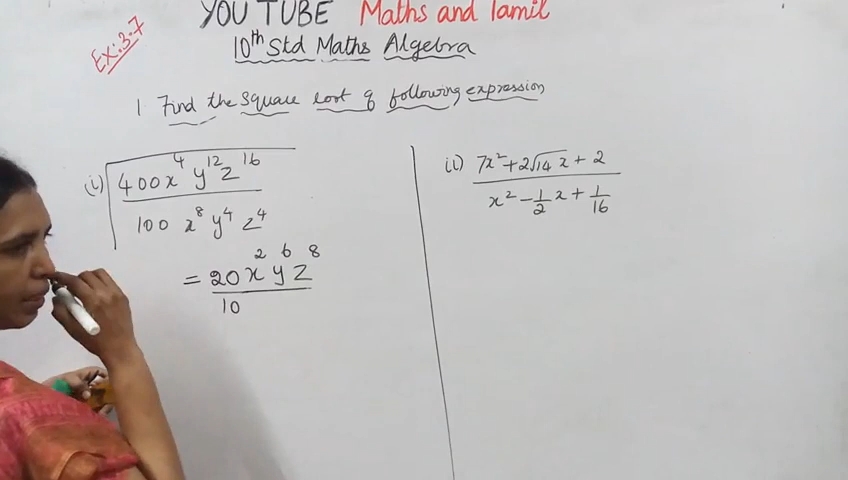 YOU TUBE Maths and Tamil
Ex:3.7
10th Std Maths Algebra
1 Find the square root of following expression
(i) √(400x⁴y¹²z¹⁶ / 100x⁸y⁴z⁴)
= 20x²y⁶z⁸ / 10
(ii) (7x² + 2√14 x + 2) / (x² - 1/2 x + 1/16)